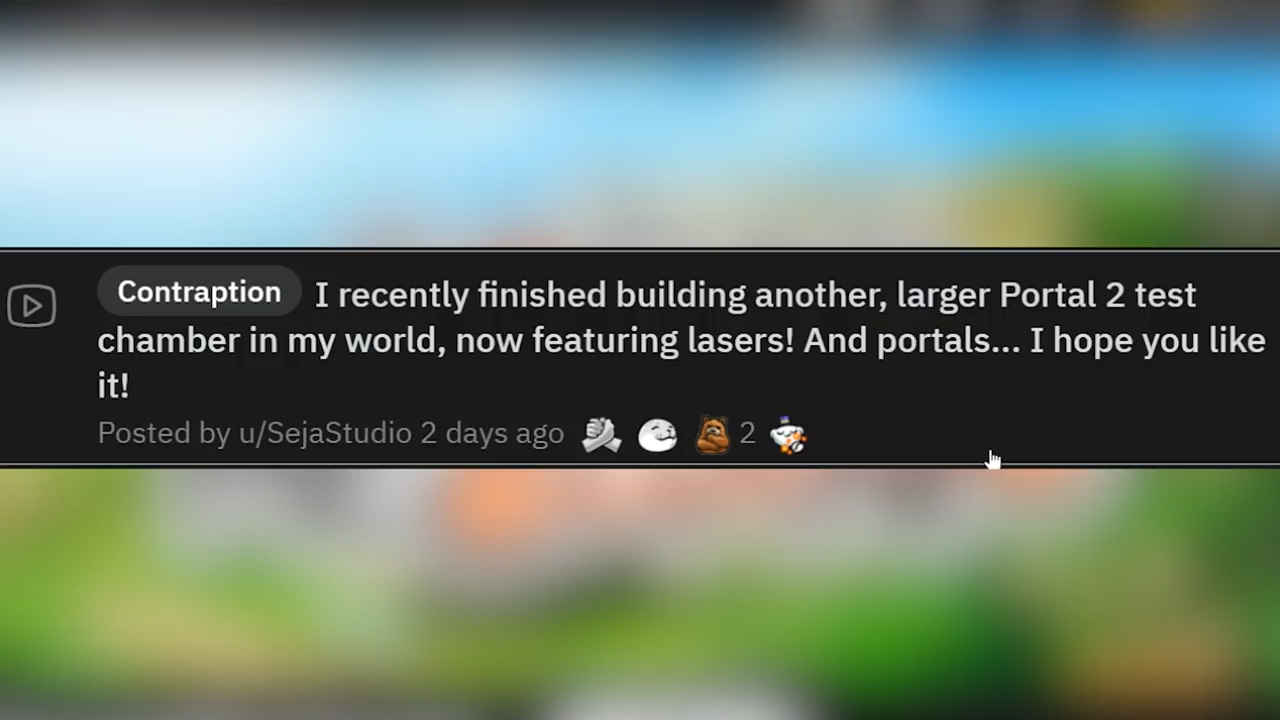 Contraption I recently finished building another, larger Portal 2 test
chamber in my world, now featuring lasers! And portals... I hope you like
it!
Posted by u/SejaStudio 2 days ago 2